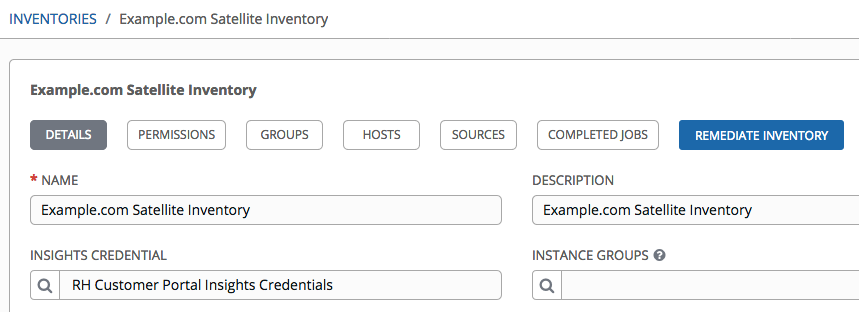 INVENTORIES / Example.com Satellite Inventory
Example.com Satellite Inventory
DETAILS PERMISSIONS GROUPS HOSTS SOURCES COMPLETED JOBS REMEDIATE INVENTORY
* NAME DESCRIPTION
Example.com Satellite Inventory Example.com Satellite Inventory
INSIGHTS CREDENTIAL INSTANCE GROUPS ?
RH Customer Portal Insights Credentials